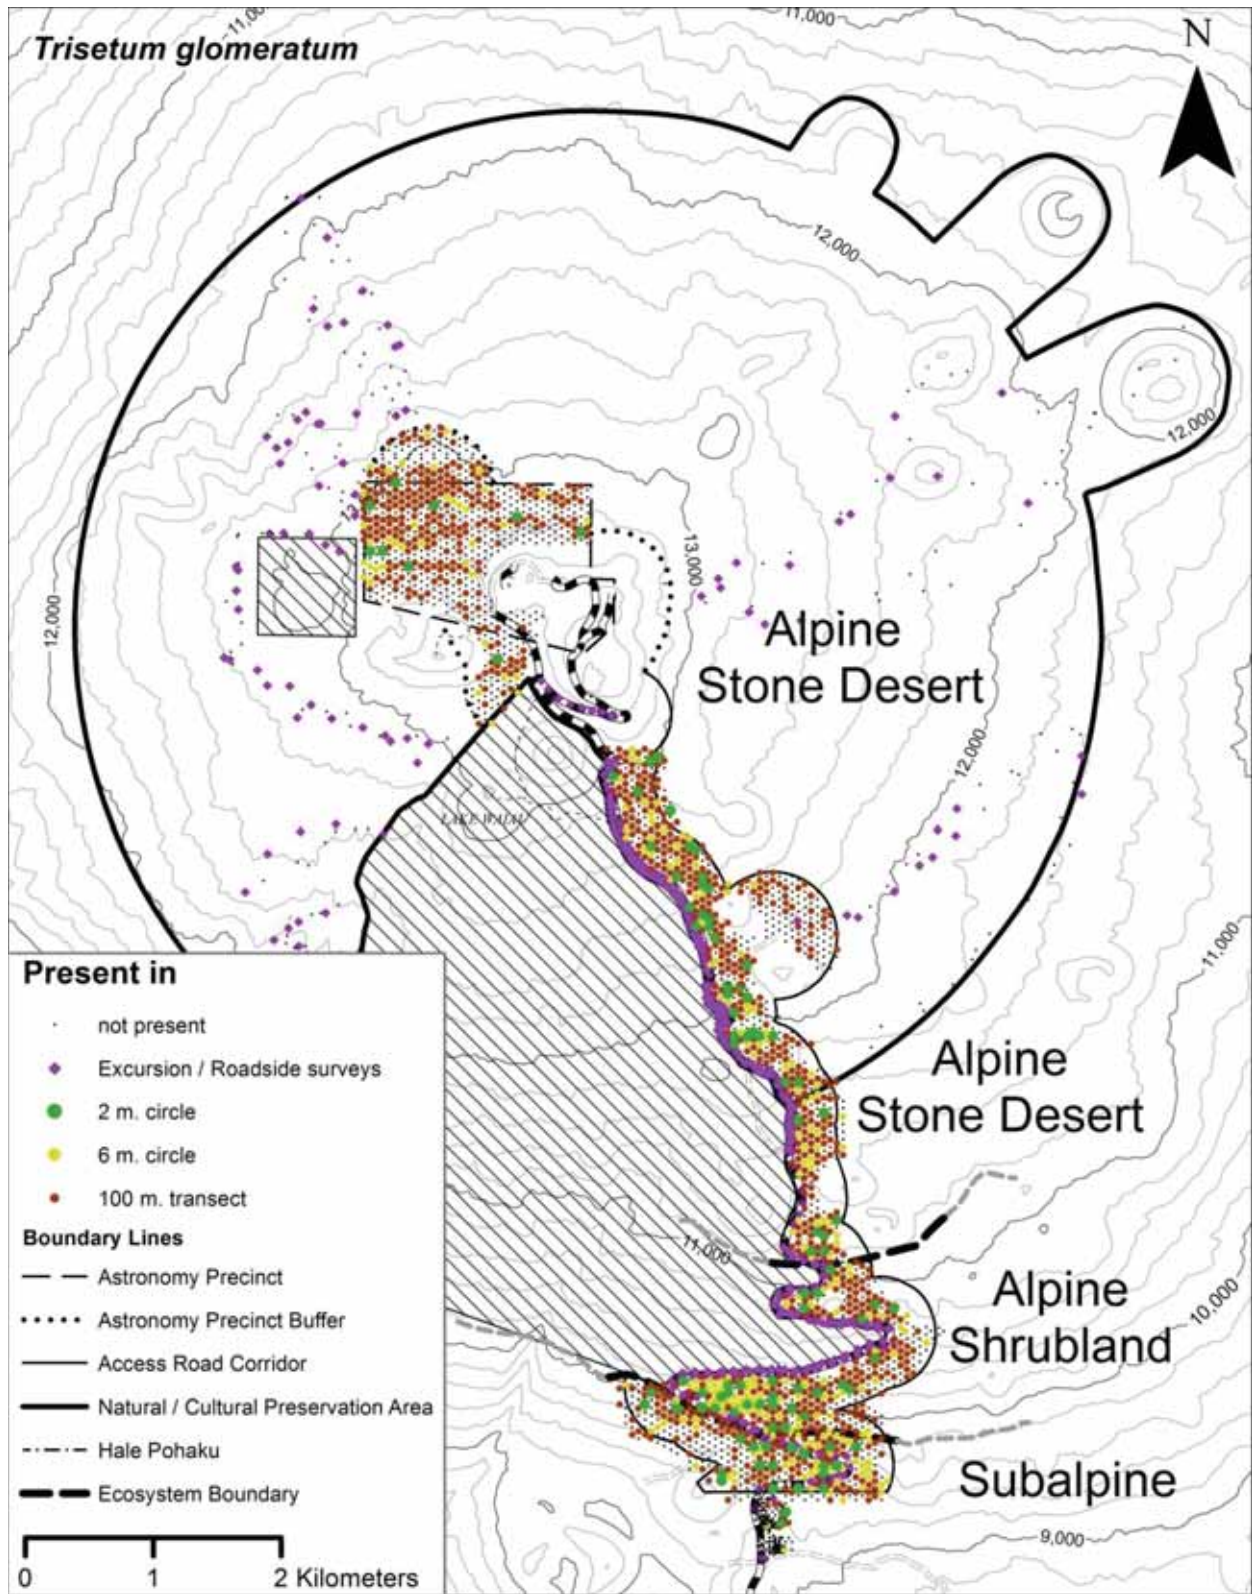 11,000
11,000
Trisetum glomeratum
N
12,000
12,000
13,000
12,000
Alpine
Stone Desert
12,000
LAKE WAIAU
11,000
Present in
not present
Excursion / Roadside surveys
2 m. circle
6 m. circle
100 m. transect
Alpine
Stone Desert
11,000
Boundary Lines
Astronomy Precinct
Astronomy Precinct Buffer
Access Road Corridor
Natural / Cultural Preservation Area
Hale Pohaku
Ecosystem Boundary
Alpine
Shrubland
10,000
Subalpine
9,000
0 1 2 Kilometers